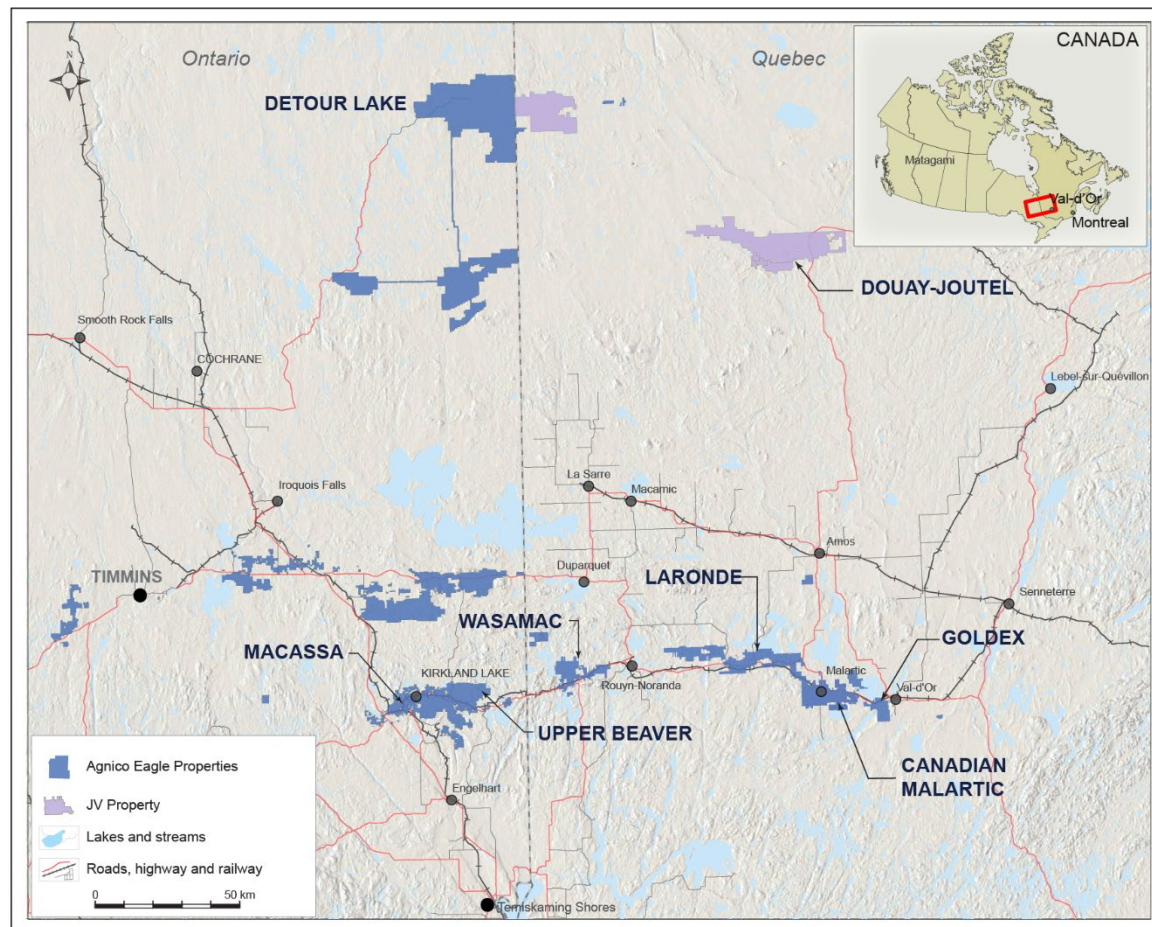 Ontario
Quebec
CANADA
N
DETOUR LAKE
Matagami
Val-d'Or
Montreal
DOUAY-JOUTEL
Smooth Rock Falls
COCHRANE
Lebel-sur-Quévillon
Iroquois Falls
La Sarre
Macamic
Amos
TIMMINS
Duparquet
LARONDE
Senneterre
WASAMAC
GOLDEX
MACASSA
KIRKLAND LAKE
Rouyn-Noranda
Malartic
Val-d'Or
UPPER BEAVER
CANADIAN
MALARTIC
Engelhart
Temiskaming Shores
Agnico Eagle Properties
JV Property
Lakes and streams
Roads, highway and railway
0 50 km